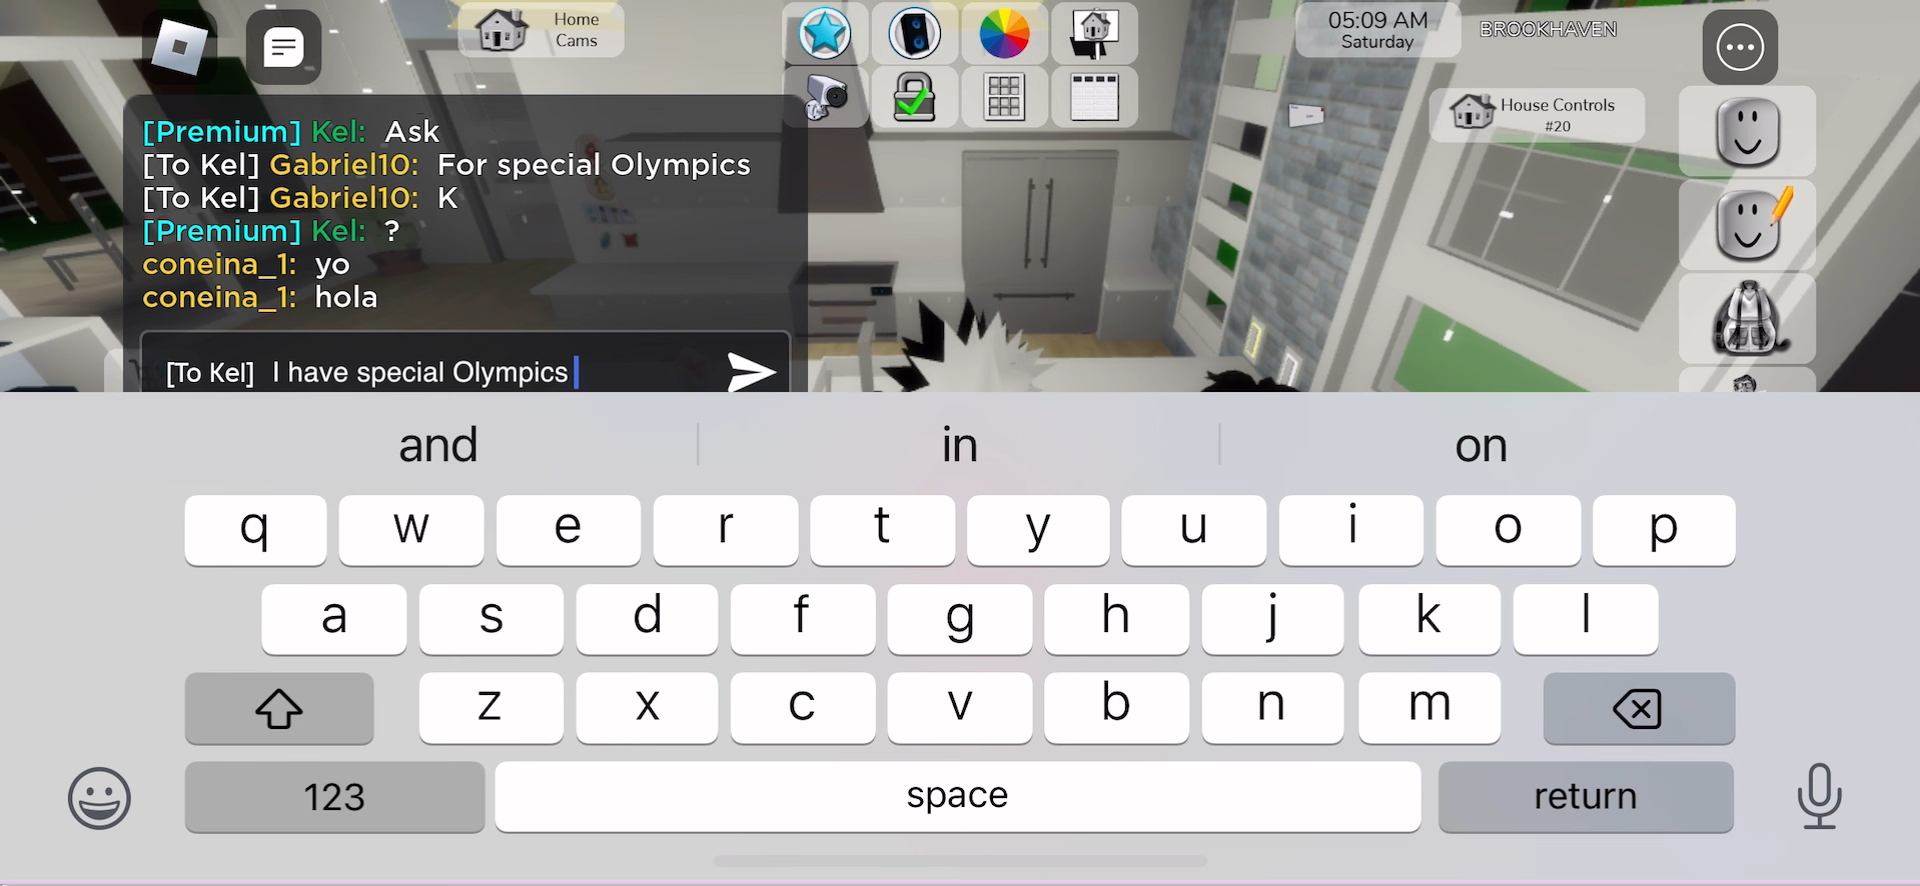 Home
Cams
05:09 AM
Saturday
BROOKHAVEN
House Controls
#20
[Premium] Kel: Ask
[To Kel] Gabriel10: For special Olympics
[To Kel] Gabriel10: K
[Premium] Kel: ?
coneina_1: yo
coneina_1: hola
[To Kel] I have special Olympics
and in on
q w e r t y u i o p
a s d f g h j k l
z x c v b n m
123 space return